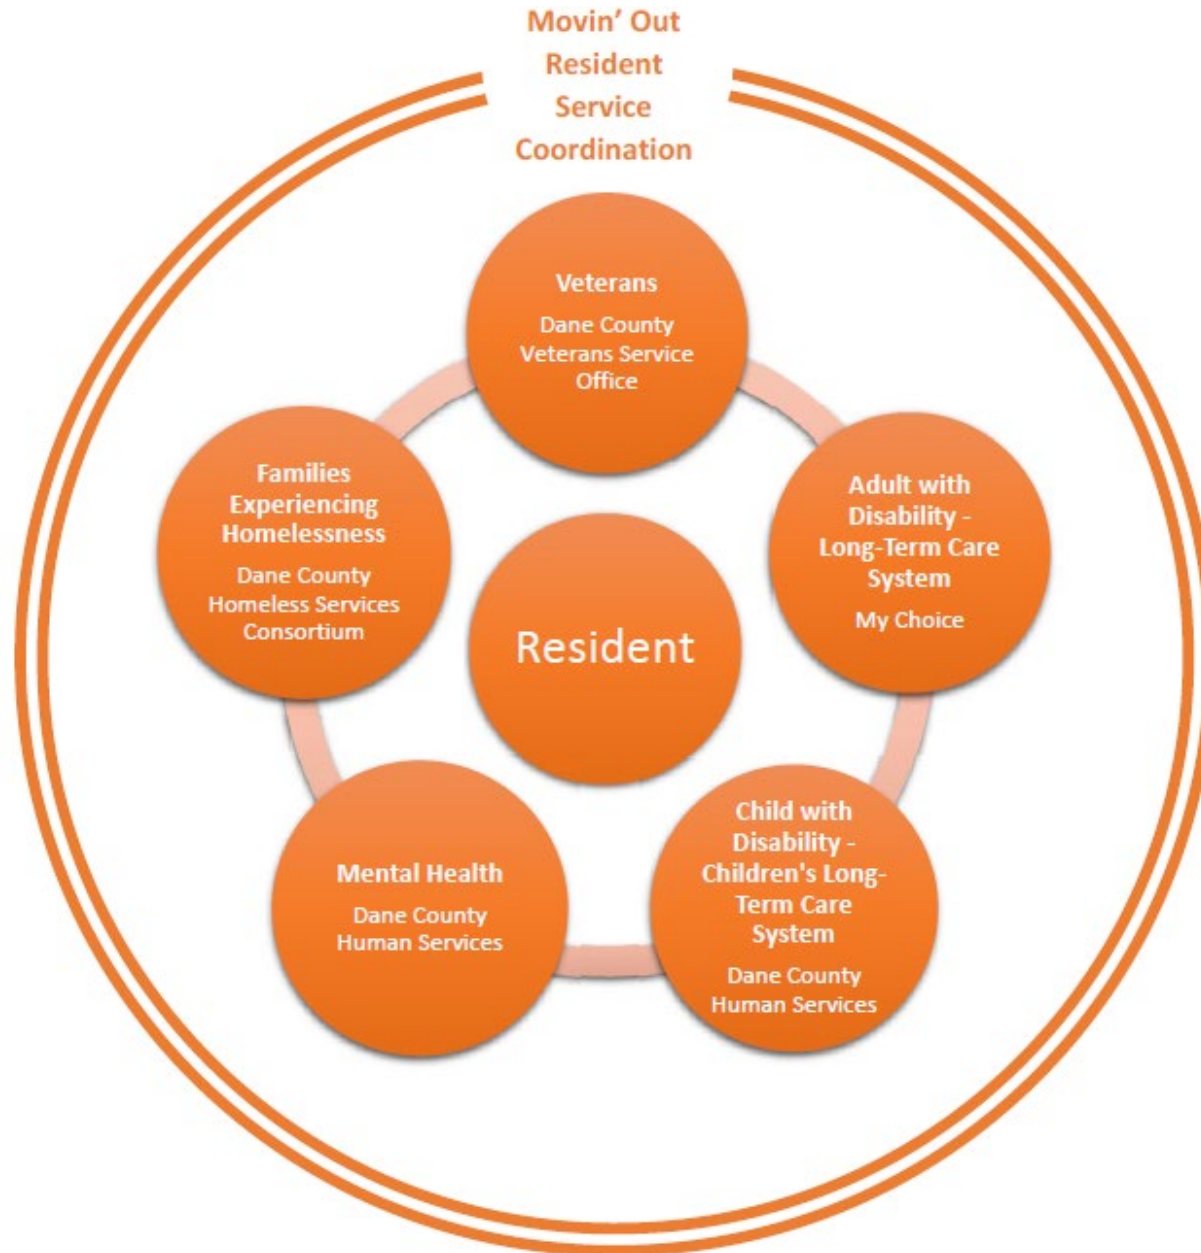 Movin’ Out
Resident
Service
Coordination
Veterans
Dane County
Veterans Service
Office
Families
Experiencing
Homelessness
Dane County
Homeless Services
Consortium
Adult with
Disability -
Long-Term Care
System
My Choice
Resident
Mental Health
Dane County
Human Services
Child with
Disability -
Children's Long-
Term Care
System
Dane County
Human Services